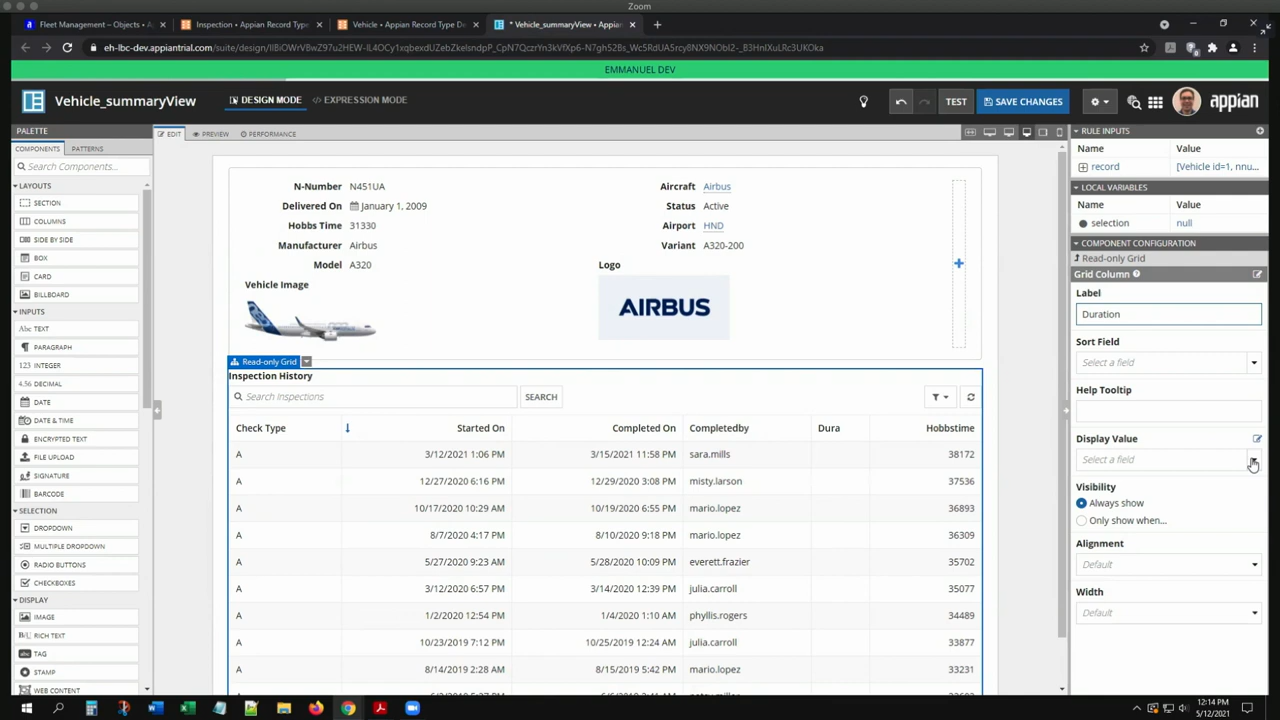 Zoom
Fleet Management – Objects • Ap
Inspection • Appian Record Type
Vehicle • Appian Record Type De
* Vehicle_summaryView • Appian
EMMANUEL DEV
Vehicle_summaryView
DESIGN MODE
</> EXPRESSION MODE
TEST
SAVE CHANGES
appian
PALETTE
EDIT
PREVIEW
PERFORMANCE
RULE INPUTS
COMPONENTS
PATTERNS
Name Value
Search Components...
record [Vehicle id=1, nnu...
LAYOUTS
LOCAL VARIABLES
SECTION
Name Value
COLUMNS
selection null
SIDE BY SIDE
COMPONENT CONFIGURATION
BOX
Read-only Grid
CARD
Grid Column
BILLBOARD
Label
INPUTS
Duration
Abc TEXT
Sort Field
PARAGRAPH
Select a field
123 INTEGER
Help Tooltip
4.56 DECIMAL
DATE
DATE & TIME
Display Value
ENCRYPTED TEXT
Select a field
FILE UPLOAD
Visibility
SIGNATURE
Always show
BARCODE
Only show when...
SELECTION
Alignment
DROPDOWN
Default
MULTIPLE DROPDOWN
Width
RADIO BUTTONS
Default
CHECKBOXES
DISPLAY
IMAGE
RICH TEXT
TAG
STAMP
WEB CONTENT
N-Number N451UA
Aircraft Airbus
Delivered On January 1, 2009
Status Active
Hobbs Time 31330
Airport HND
Manufacturer Airbus
Variant A320-200
Model A320
Logo
Vehicle Image
AIRBUS
Read-only Grid
Inspection History
Search Inspections
SEARCH
Check Type Started On Completed On Completedby Dura Hobbstime
A 3/12/2021 1:06 PM 3/15/2021 11:58 PM sara.mills 38172
A 12/27/2020 6:16 PM 12/29/2020 3:08 PM misty.larson 37536
A 10/17/2020 10:29 AM 10/19/2020 6:55 PM mario.lopez 36893
A 8/7/2020 4:17 PM 8/10/2020 9:18 PM mario.lopez 36309
A 5/27/2020 9:23 AM 5/28/2020 10:09 PM everett.frazier 35702
A 3/12/2020 6:57 PM 3/14/2020 12:39 PM julia.carroll 35077
A 1/2/2020 12:54 PM 1/4/2020 1:10 AM phyllis.rogers 34489
A 10/23/2019 7:12 PM 10/25/2019 12:24 AM julia.carroll 33877
A 8/14/2019 2:28 AM 8/15/2019 5:42 PM mario.lopez 33231
12:14 PM
5/12/2021